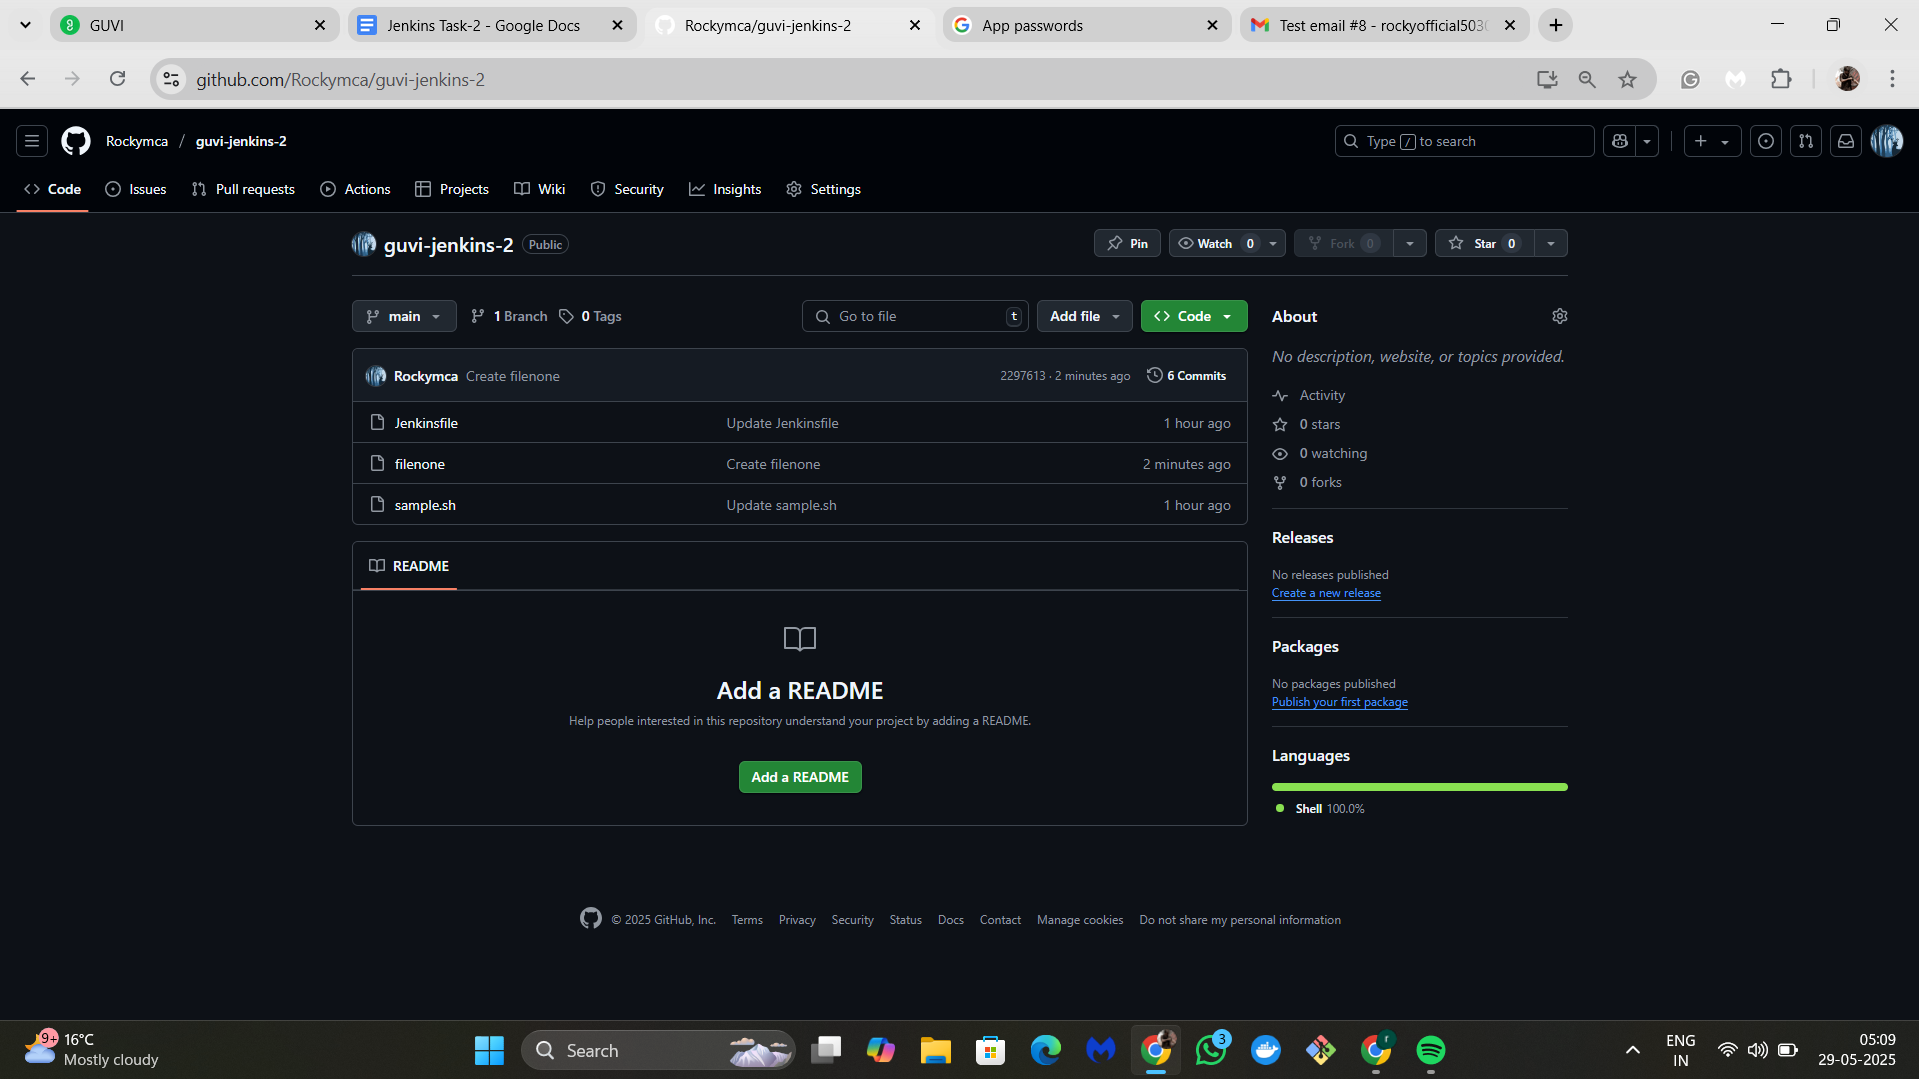 GUVI
Jenkins Task-2 - Google Docs
Rockymca/guvi-jenkins-2
App passwords
Test email #8 - rockyofficial503
github.com/Rockymca/guvi-jenkins-2
Rockymca / guvi-jenkins-2
Type / to search
Code
Issues
Pull requests
Actions
Projects
Wiki
Security
Insights
Settings
guvi-jenkins-2 Public
Pin
Watch 0
Fork 0
Star 0
main
1 Branch
0 Tags
Go to file t
Add file
Code
Rockymca Create filenone 2297613 · 2 minutes ago 6 Commits
Jenkinsfile Update Jenkinsfile 1 hour ago
filenone Create filenone 2 minutes ago
sample.sh Update sample.sh 1 hour ago
README
Add a README
Help people interested in this repository understand your project by adding a README.
Add a README
About
No description, website, or topics provided.
Activity
0 stars
0 watching
0 forks
Releases
No releases published
Create a new release
Packages
No packages published
Publish your first package
Languages
Shell 100.0%
© 2025 GitHub, Inc. Terms Privacy Security Status Docs Contact Manage cookies Do not share my personal information
9+
16°C
Mostly cloudy
Search
3
r
ENG
IN
05:09
29-05-2025